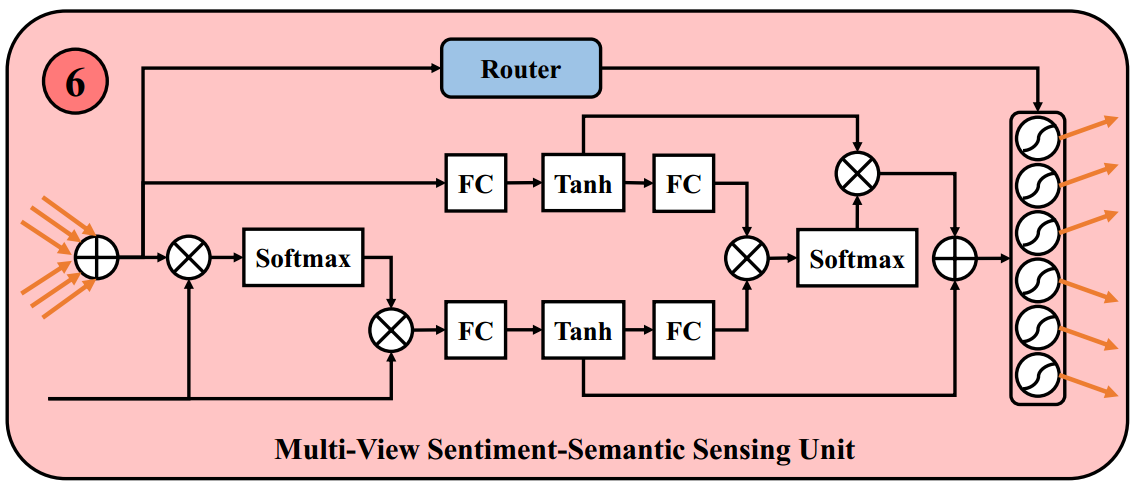 6
Router
FC
Tanh
FC
Softmax
Softmax
FC
Tanh
FC
Multi-View Sentiment-Semantic Sensing Unit